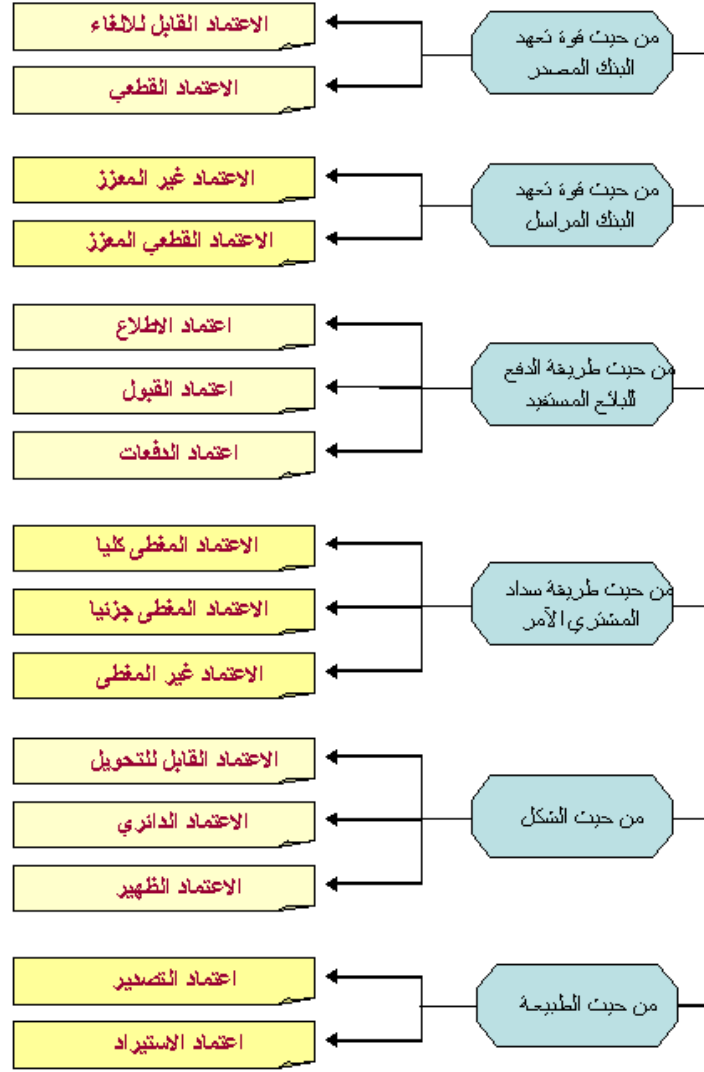 من حيث قوة تعهد
البنك المصدر
الاعتماد القابل للالغاء
الاعتماد القطعي
من حيث قوة تعهد
البنك المراسل
الاعتماد غير المعزز
الاعتماد القطعي المعزز
من حيث طريقة الدفع
للبائع المستفيد
اعتماد الاطلاع
اعتماد القبول
اعتماد الدفعات
من حيث طريقة سداد
المشتري الآمر
الاعتماد المغطى كليا
الاعتماد المغطى جزئيا
الاعتماد غير المغطى
من حيث الشكل
الاعتماد القابل للتحويل
الاعتماد الدائري
الاعتماد الظهير
من حيث الطبيعة
اعتماد التصدير
اعتماد الاستيراد